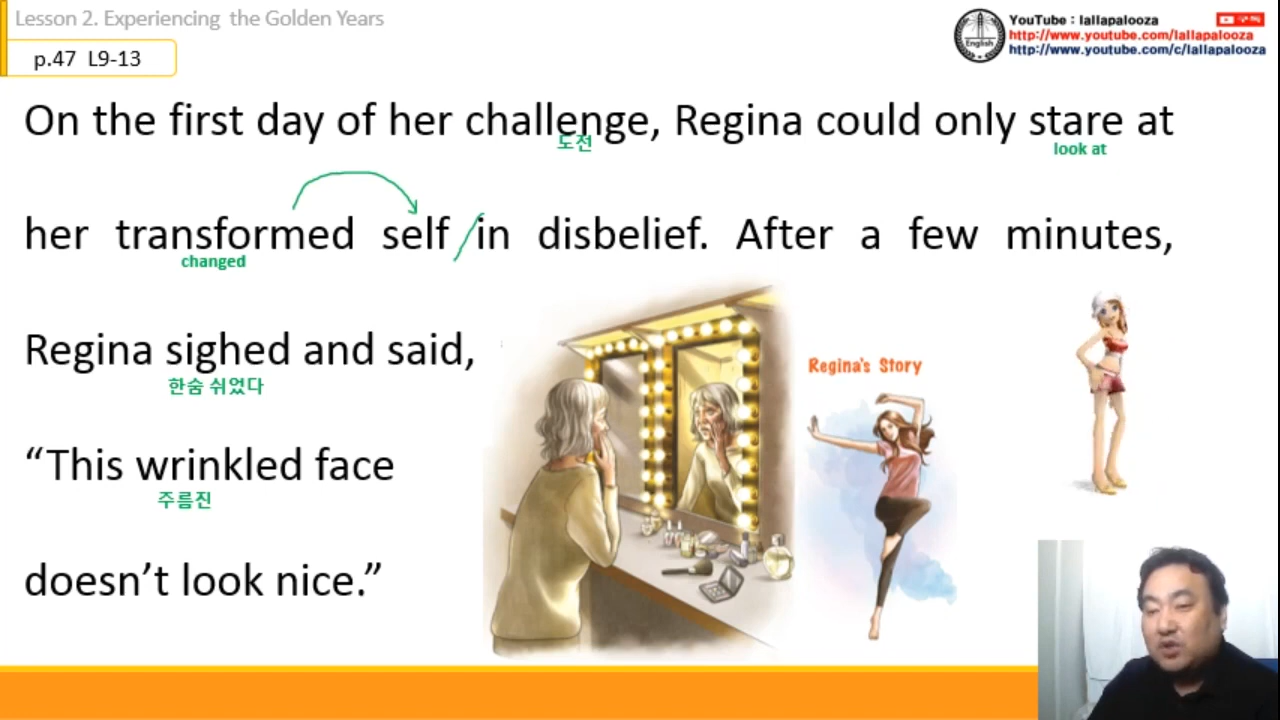 Lesson 2. Experiencing the Golden Years
p.47 L9-13
English
YouTube : lallapalooza
http://www.youtube.com/lallapalooza
http://www.youtube.com/c/lallapalooza
On the first day of her challenge, Regina could only stare at
도전
look at
her transformed self in disbelief. After a few minutes,
changed
Regina sighed and said,
한숨 쉬었다
Regina's Story
“This wrinkled face
주름진
doesn’t look nice.”